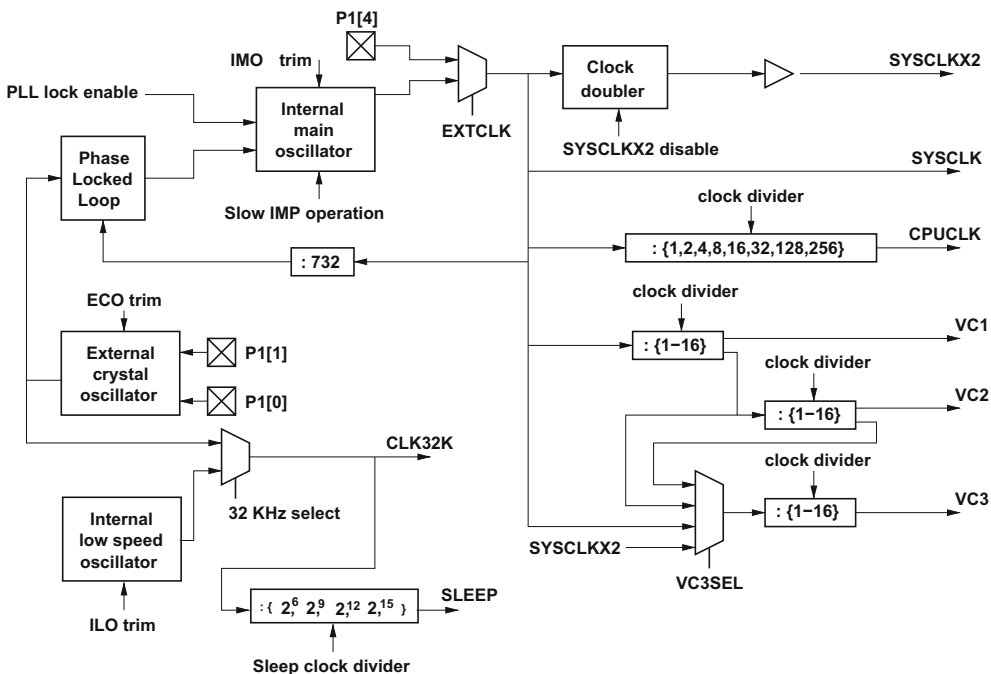 P1[4]
IMO trim
PLL lock enable
Internal
main
oscillator
EXTCLK
Clock
doubler
SYSCLKX2
SYSCLKX2 disable
Phase
Locked
Loop
Slow IMP operation
SYSCLK
clock divider
: {1,2,4,8,16,32,128,256}
CPUCLK
: 732
ECO trim
External
crystal
oscillator
P1[1]
P1[0]
clock divider
: {1−16}
VC1
clock divider
: {1−16}
VC2
CLK32K
32 KHz select
Internal
low speed
oscillator
ILO trim
clock divider
: {1−16}
VC3
SYSCLKX2
VC3SEL
:{ 2,⁶ 2,⁹ 2,¹² 2,¹⁵ }
SLEEP
Sleep clock divider